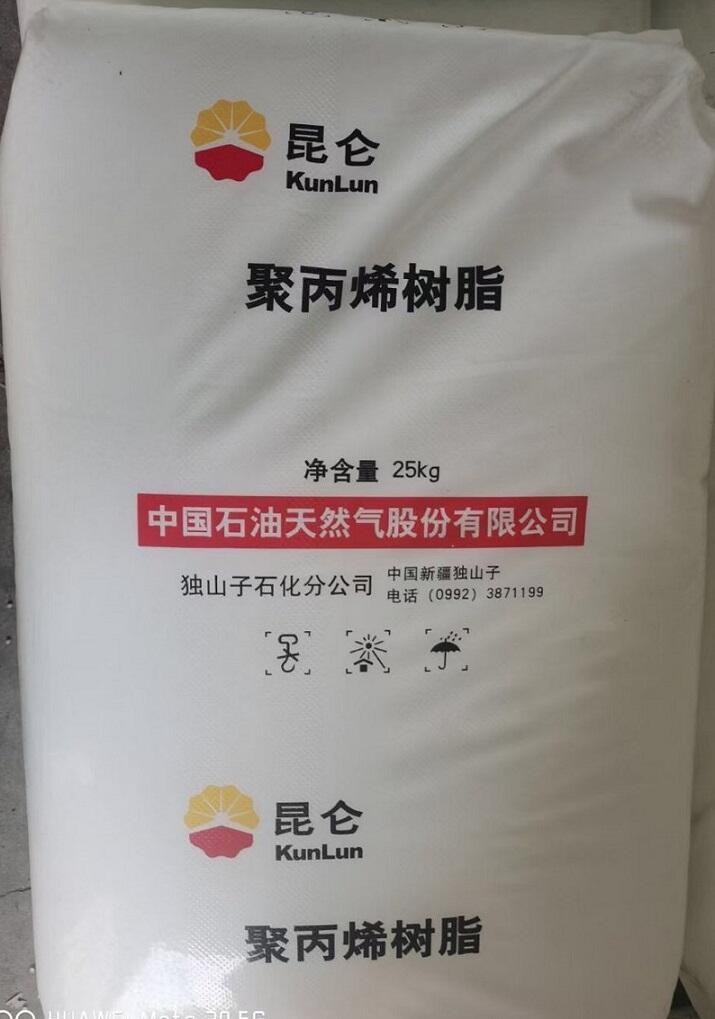 昆仑
KunLun
聚丙烯树脂
净含量 25kg
中国石油天然气股份有限公司
独山子石化分公司
中国新疆独山子
电话 (0992) 3871199
昆仑
KunLun
聚丙烯树脂